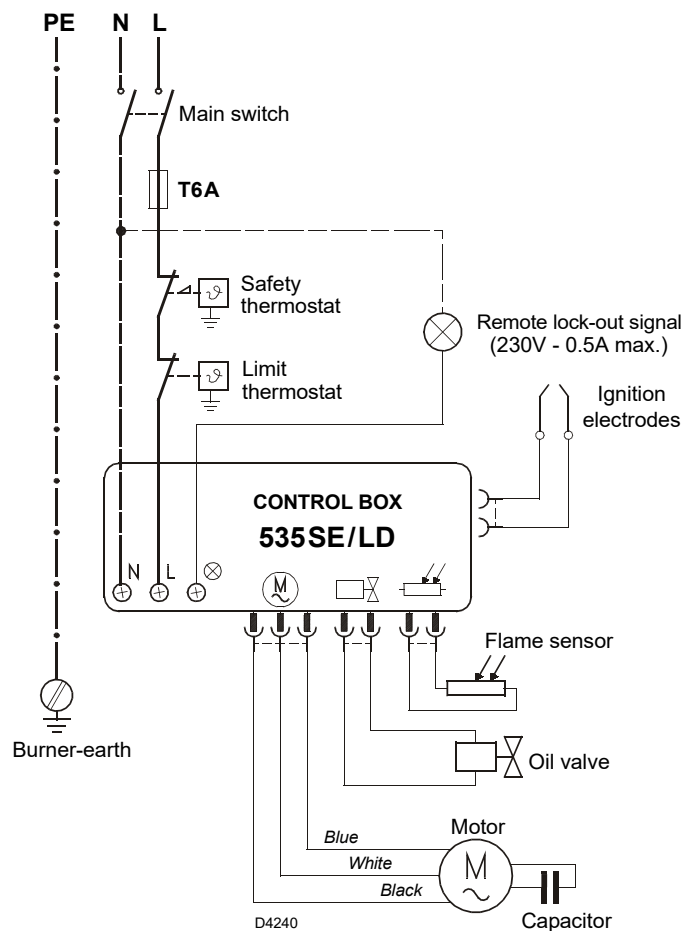 PE N L
Main switch
T6A
Safety
thermostat
Limit
thermostat
Remote lock-out signal
(230V - 0.5A max.)
Ignition
electrodes
CONTROL BOX
535SE/LD
N L
M
Flame sensor
Burner-earth
Oil valve
Motor
Blue
White
Black
M
D4240
Capacitor